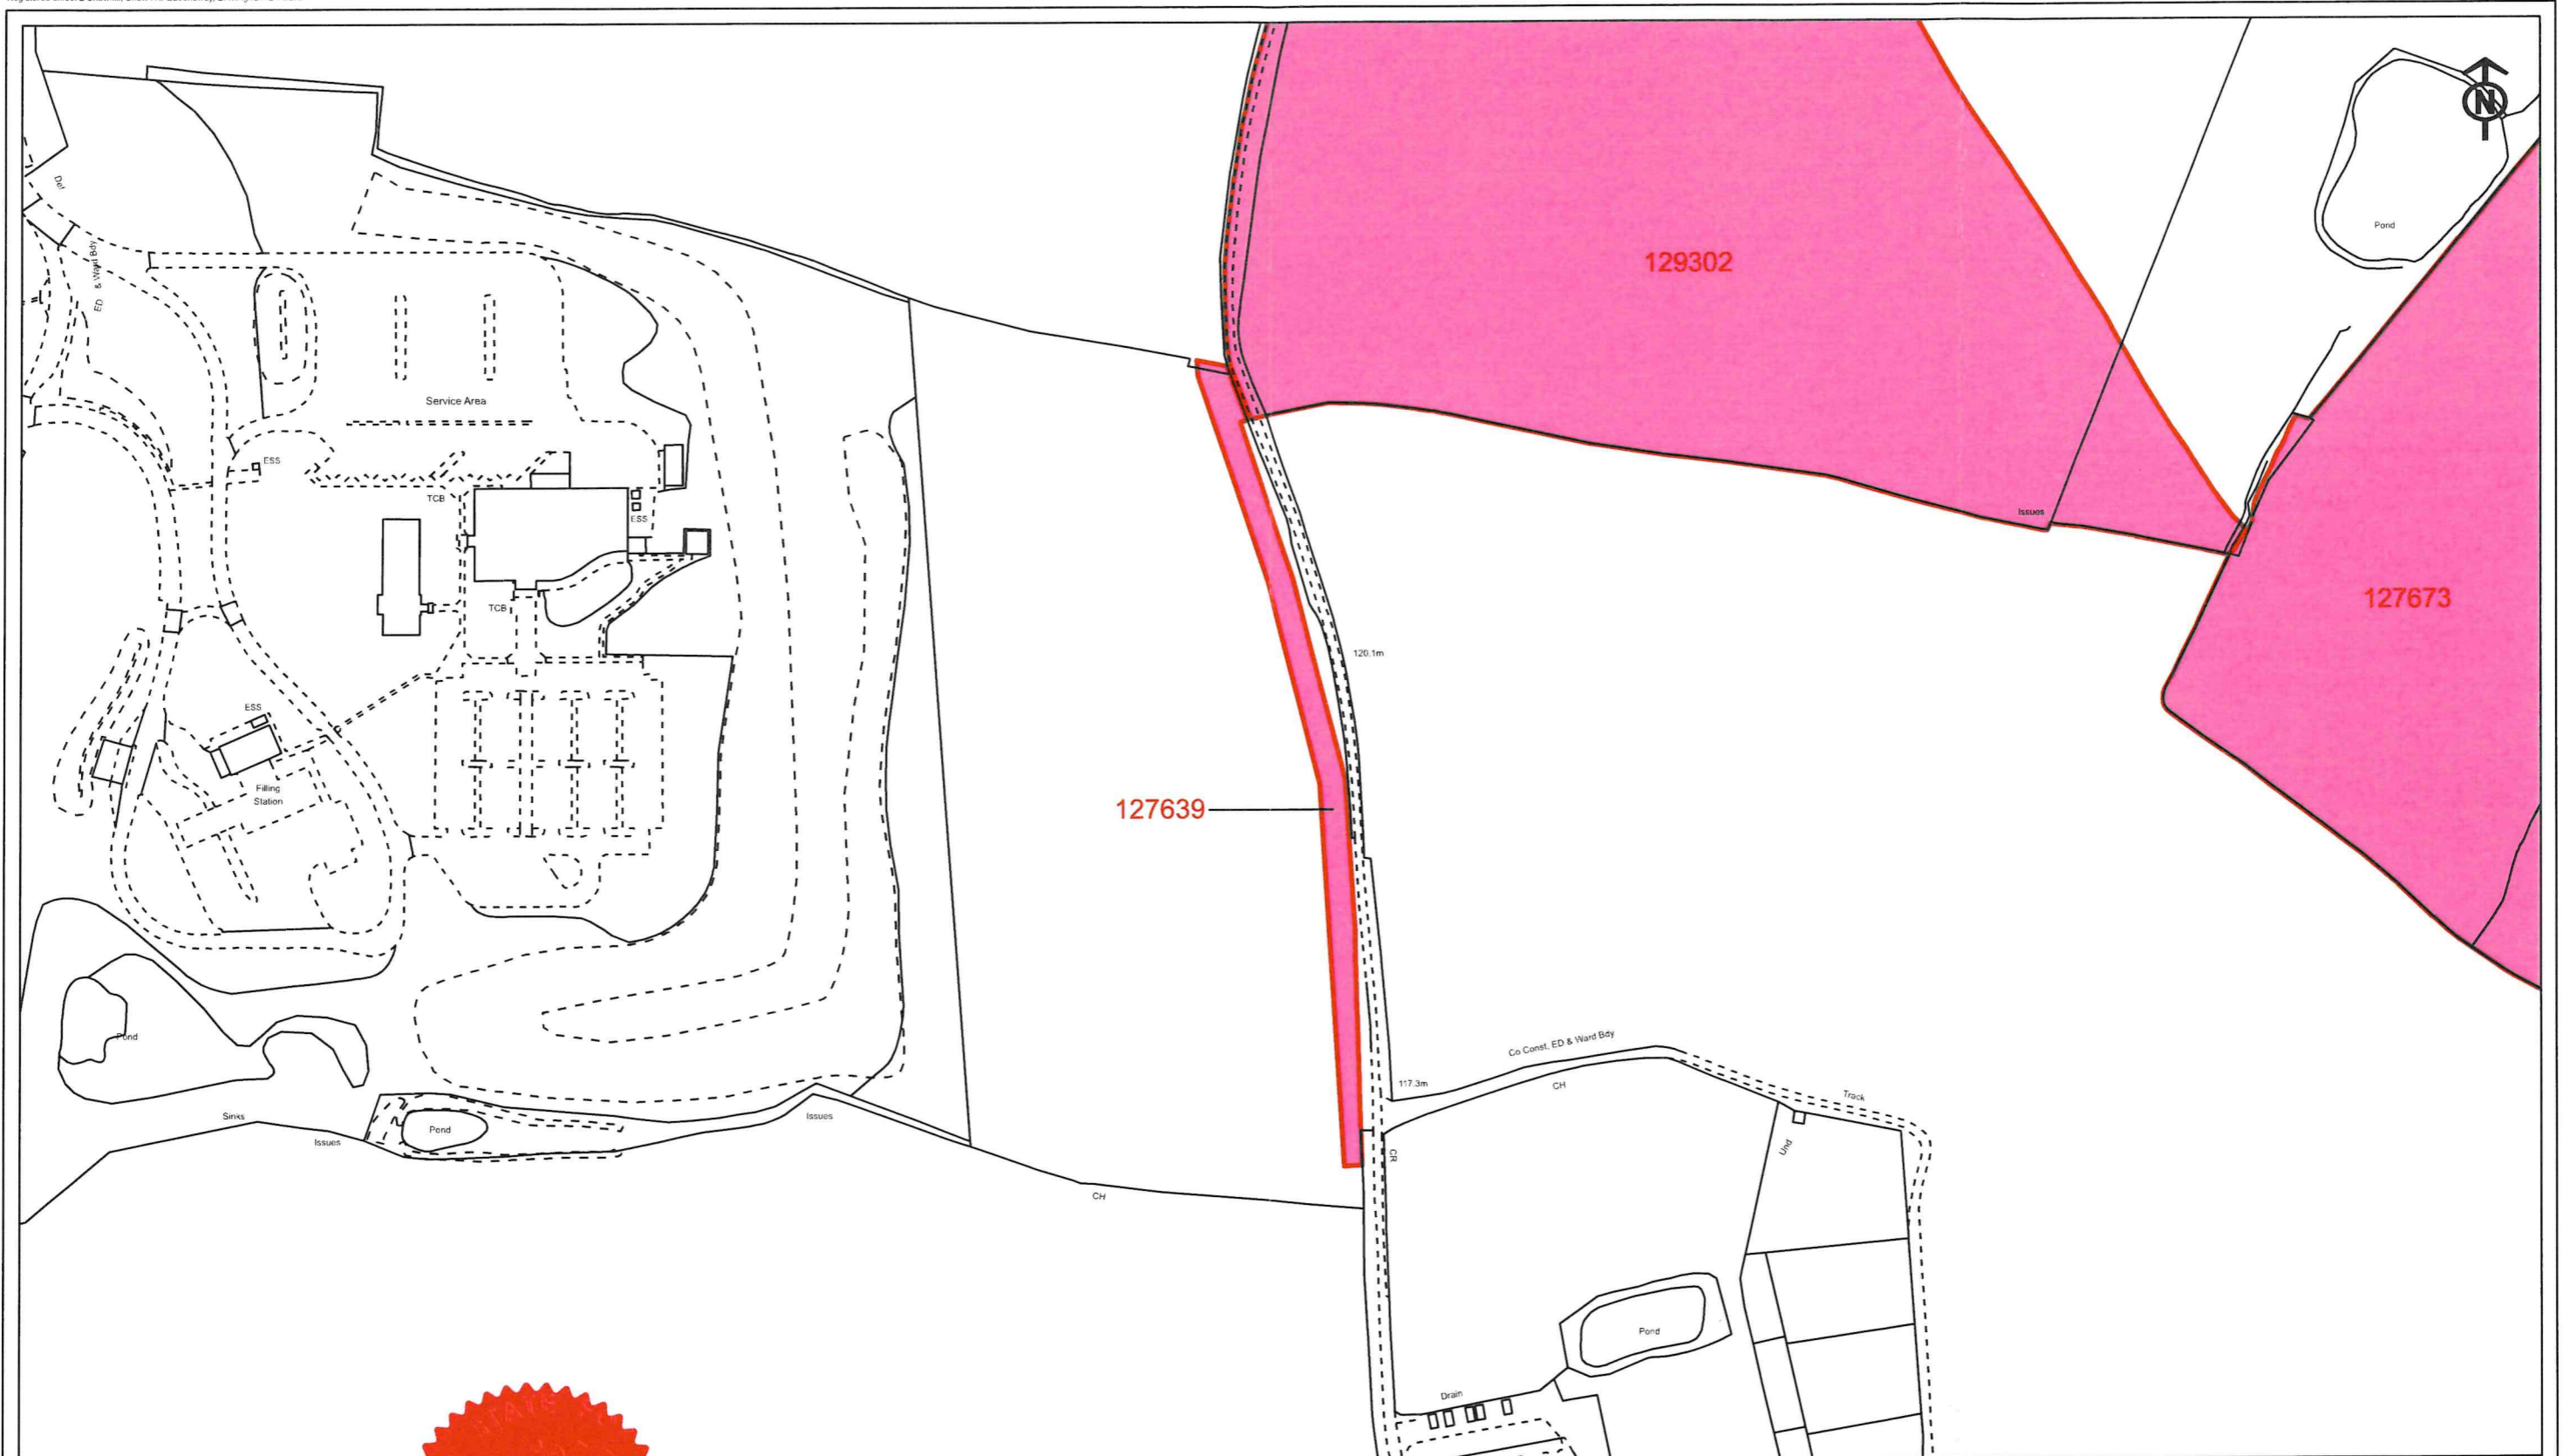 N
Def
ED & Ward Bdy
Pond
129302
Service Area
ESS
TCB
ESS
Issues
127673
TCB
120.1m
ESS
Filling
Station
127639
Pond
Co Const, ED & Ward Bdy
117.3m
CH
Track
Sinks
Issues
Pond
Issues
Und
CR
CH
Pond
Drain
STATE